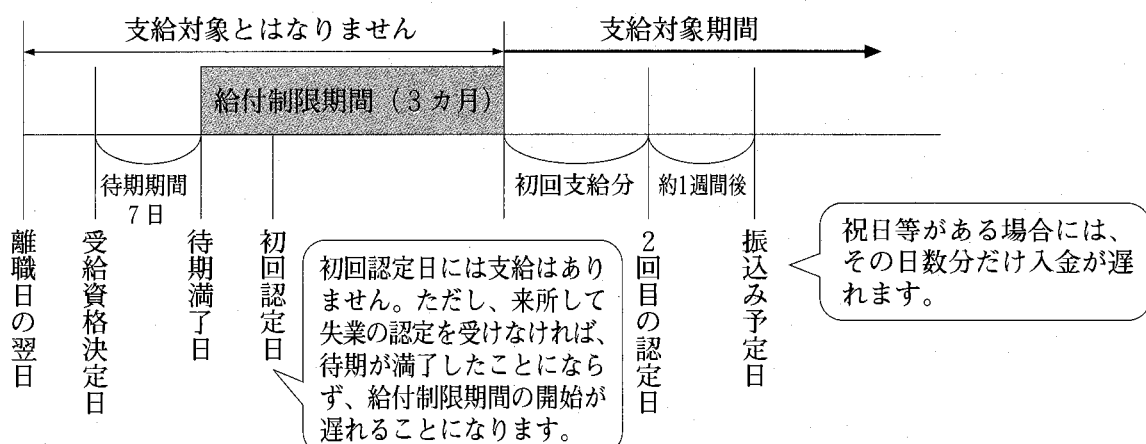 支給対象とはなりません
支給対象期間
給付制限期間（3カ月）
待期期間
7日
初回支給分
約1週間後
離職日の翌日
受給資格決定日
待期満了日
初回認定日
初回認定日には支給はあり
ません。ただし、来所して
失業の認定を受けなければ、
待期が満了したことになら
ず、給付制限期間の開始が
遅れることになります。
2回目の認定日
振込み予定日
祝日等がある場合には、
その日数分だけ入金が遅
れます。